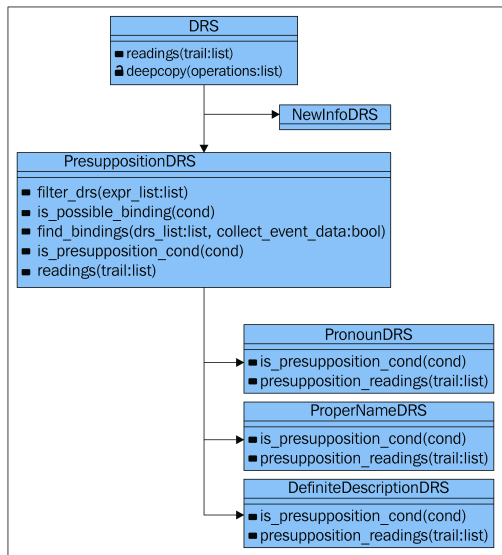 DRS
readings(trail:list)
deepcopy(operations:list)
NewInfoDRS
PresuppositionDRS
filter_drs(expr_list:list)
is_possible_binding(cond)
find_bindings(drs_list:list, collect_event_data:bool)
is_presupposition_cond(cond)
readings(trail:list)
PronounDRS
is_presupposition_cond(cond)
presupposition_readings(trail:list)
ProperNameDRS
is_presupposition_cond(cond)
presupposition_readings(trail:list)
DefiniteDescriptionDRS
is_presupposition_cond(cond)
presupposition_readings(trail:list)